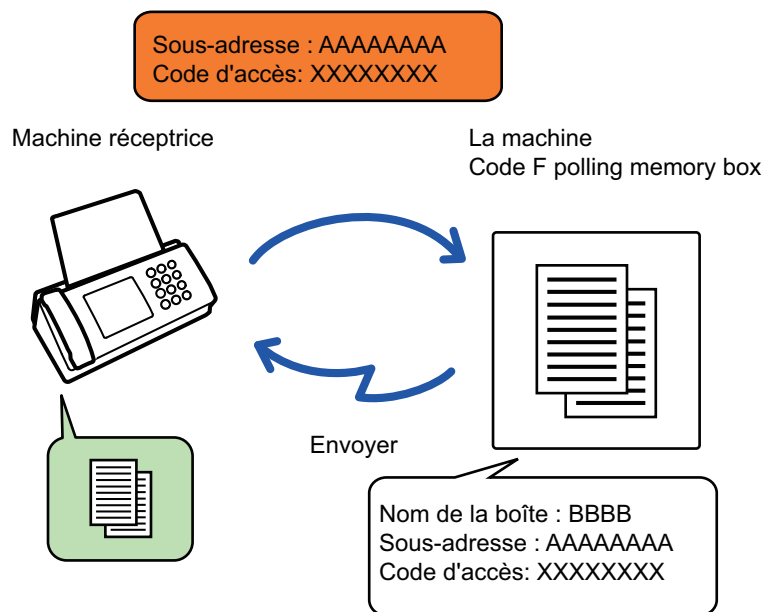 Sous-adresse : AAAAAAAA
Code d'accès: XXXXXXXX
Machine réceptrice
La machine
Code F polling memory box
Envoyer
Nom de la boîte : BBBB
Sous-adresse : AAAAAAAA
Code d'accès: XXXXXXXX